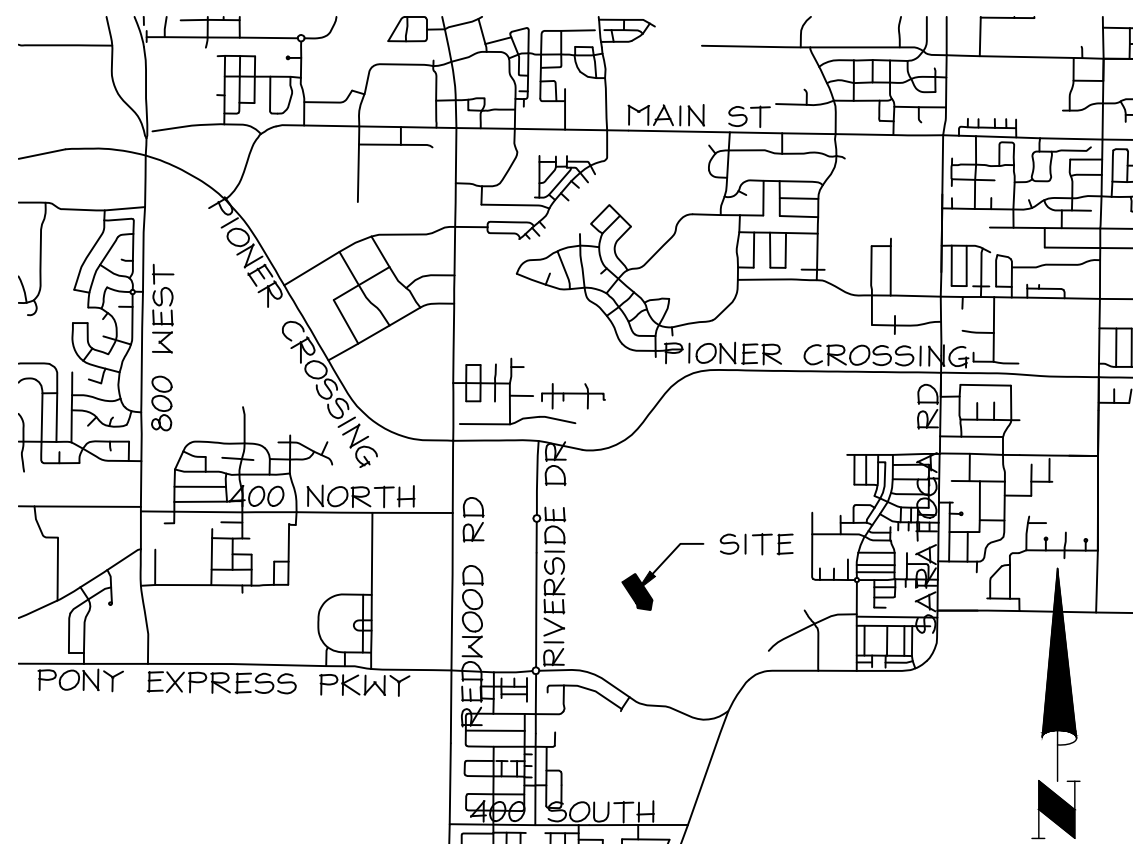 MAIN ST
PIONER CROSSING
800 WEST
PIONER CROSSING
SARATOGA RD
400 NORTH
REDWOOD RD
RIVERSIDE DR
SITE
PONY EXPRESS PKWY
400 SOUTH
N